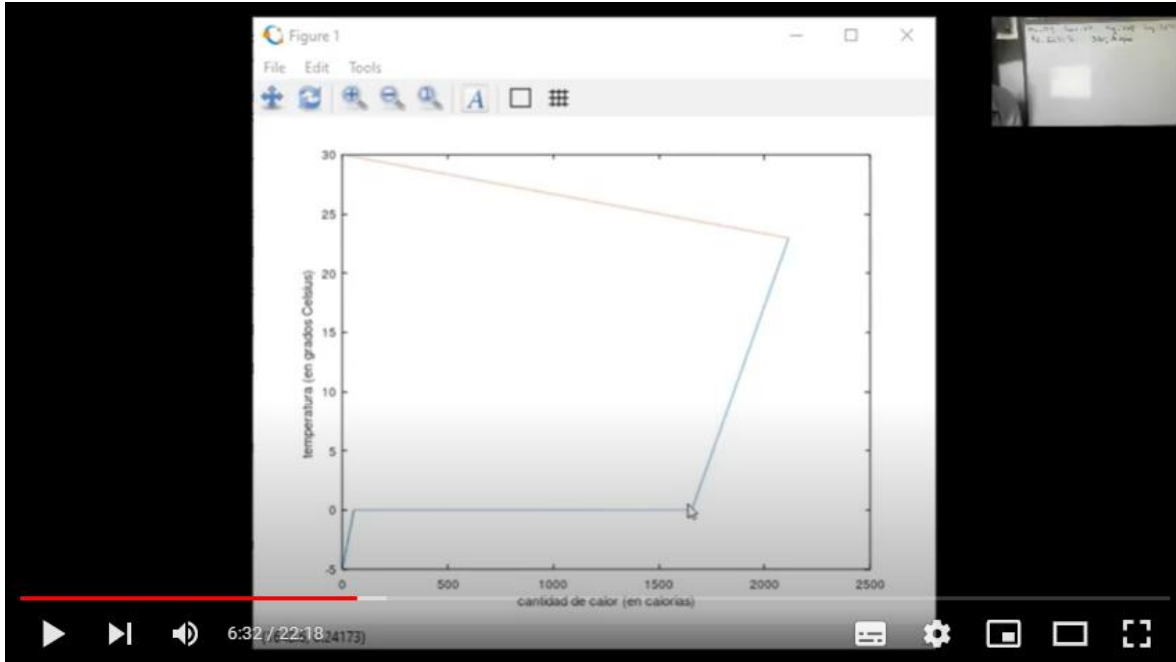 Figure 1
File Edit Tools
A
30
25
20
15
10
5
0
-5
temperatura (en grados Celsius)
0 500 1000 1500 2000 2500
cantidad de calor (en calorías)
6:32 / 22:18